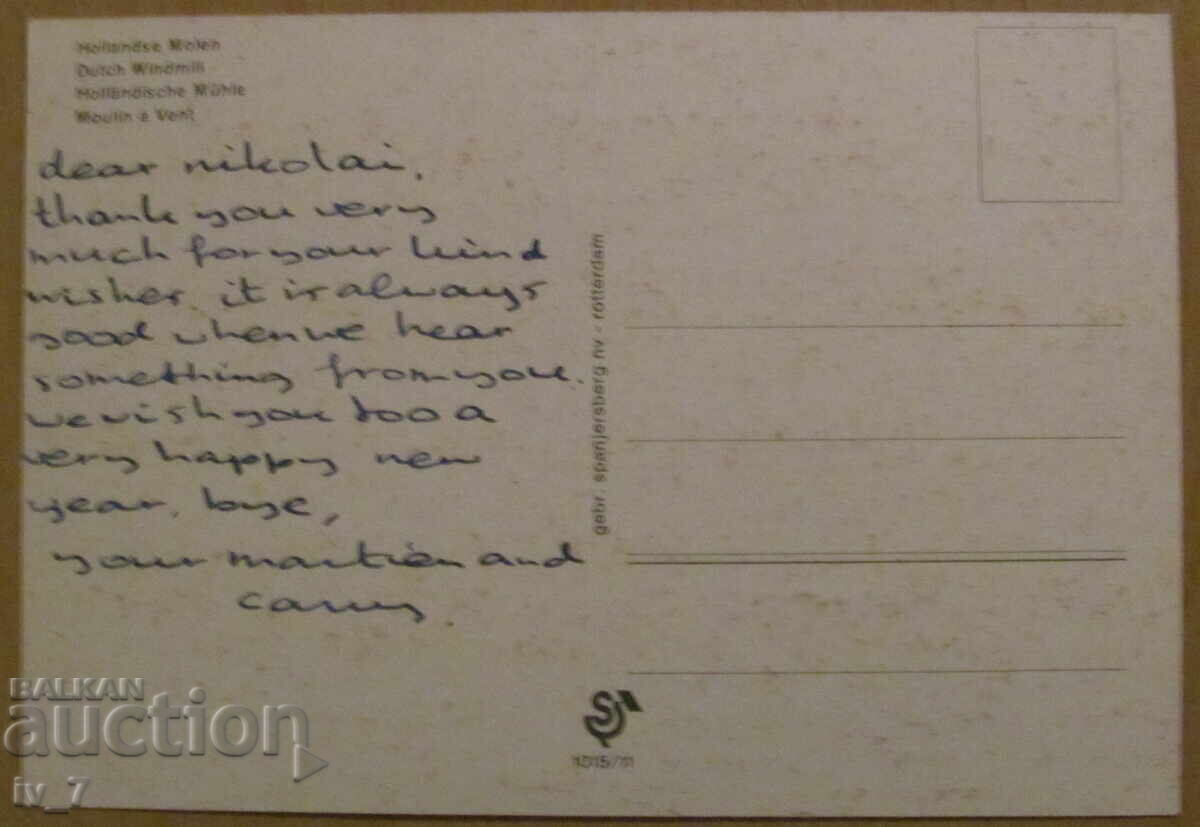 Hollandse Molen
Dutch Windmill
Holländische Mühle
Moulin à Vent
dear nikolai,
thank you very
much for your kind
wishes. it is always
good when we hear
something from you.
we wish you too a
very happy new
year. bye,
your martien and
gebr. spanjersberg nv - rotterdam
S
BALKAN
auction
iv_7